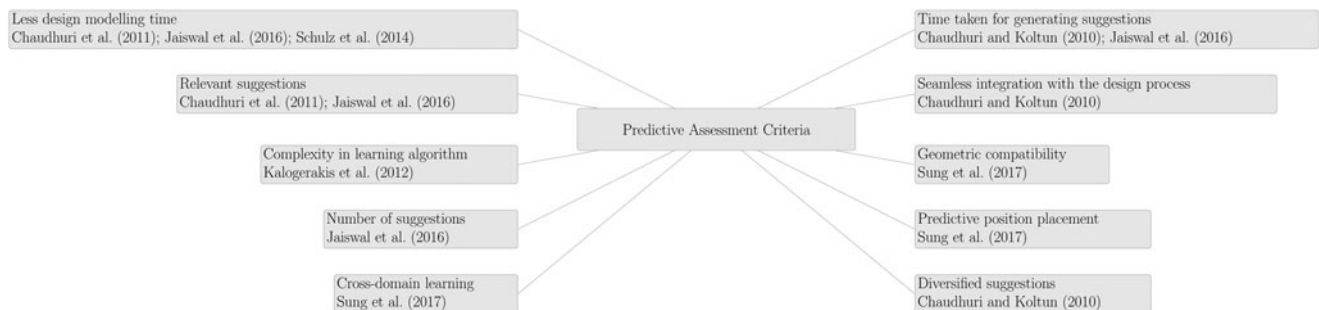 Less design modelling time
Chaudhuri et al. (2011); Jaiswal et al. (2016); Schulz et al. (2014)
Relevant suggestions
Chaudhuri et al. (2011); Jaiswal et al. (2016)
Complexity in learning algorithm
Kalogerakis et al. (2012)
Number of suggestions
Jaiswal et al. (2016)
Cross-domain learning
Sung et al. (2017)
Predictive Assessment Criteria
Time taken for generating suggestions
Chaudhuri and Koltun (2010); Jaiswal et al. (2016)
Seamless integration with the design process
Chaudhuri and Koltun (2010)
Geometric compatibility
Sung et al. (2017)
Predictive position placement
Sung et al. (2017)
Diversified suggestions
Chaudhuri and Koltun (2010)